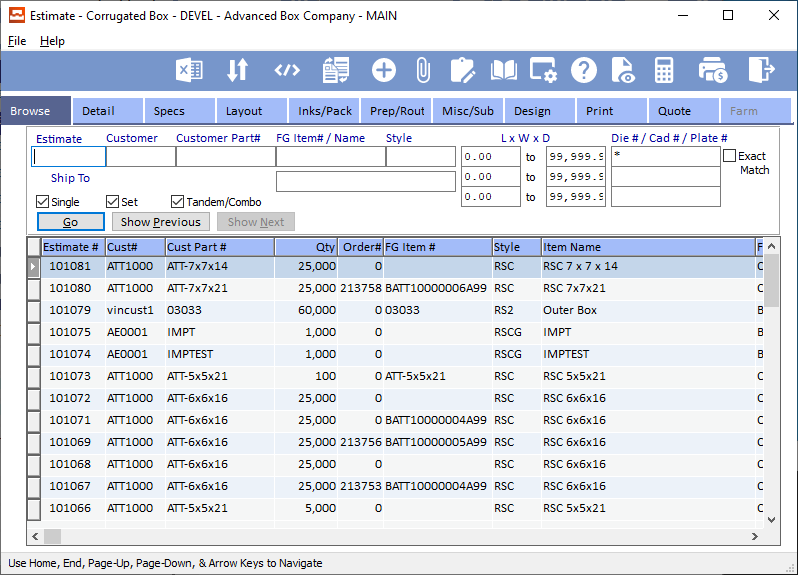 Estimate - Corrugated Box - DEVEL - Advanced Box Company - MAIN
File Help
Browse Detail Specs Layout Inks/Pack Prep/Rout Misc/Sub Design Print Quote Farm
Estimate Customer Customer Part# FG Item# / Name Style L x W x D Die # / Cad # / Plate #
0.00 to 99,999.9 * Exact Match
Ship To 0.00 to 99,999.9
Single Set Tandem/Combo 0.00 to 99,999.9
Go Show Previous Show Next
Estimate # Cust# Cust Part # Qty Order# FG Item # Style Item Name F
101081 ATT1000 ATT-7x7x14 25,000 0 RSC RSC 7 x 7 x 14 C
101080 ATT1000 ATT-7x7x21 25,000 213758 BATT10000006A99 RSC RSC 7x7x21 C
101079 vincust1 03033 60,000 0 03033 RS2 Outer Box B
101075 AE0001 IMPT 1,000 0 RSCG IMPT B
101074 AE0001 IMPTEST 1,000 0 RSCG IMPTEST B
101073 ATT1000 ATT-5x5x21 100 0 ATT-5x5x21 RSC RSC 5x5x21 C
101072 ATT1000 ATT-6x6x16 25,000 0 RSC RSC 6x6x16 C
101071 ATT1000 ATT-6x6x16 25,000 0 BATT10000004A99 RSC RSC 6x6x16 C
101069 ATT1000 ATT-6x6x16 25,000 213756 BATT10000005A99 RSC RSC 6x6x16 C
101068 ATT1000 ATT-6x6x16 25,000 0 RSC RSC 6x6x16 C
101067 ATT1000 ATT-6x6x16 25,000 213753 BATT10000004A99 RSC RSC 6x6x16 C
101066 ATT1000 ATT-5x5x21 5,000 0 RSC RSC 5x5x21 C
Use Home, End, Page-Up, Page-Down, & Arrow Keys to Navigate